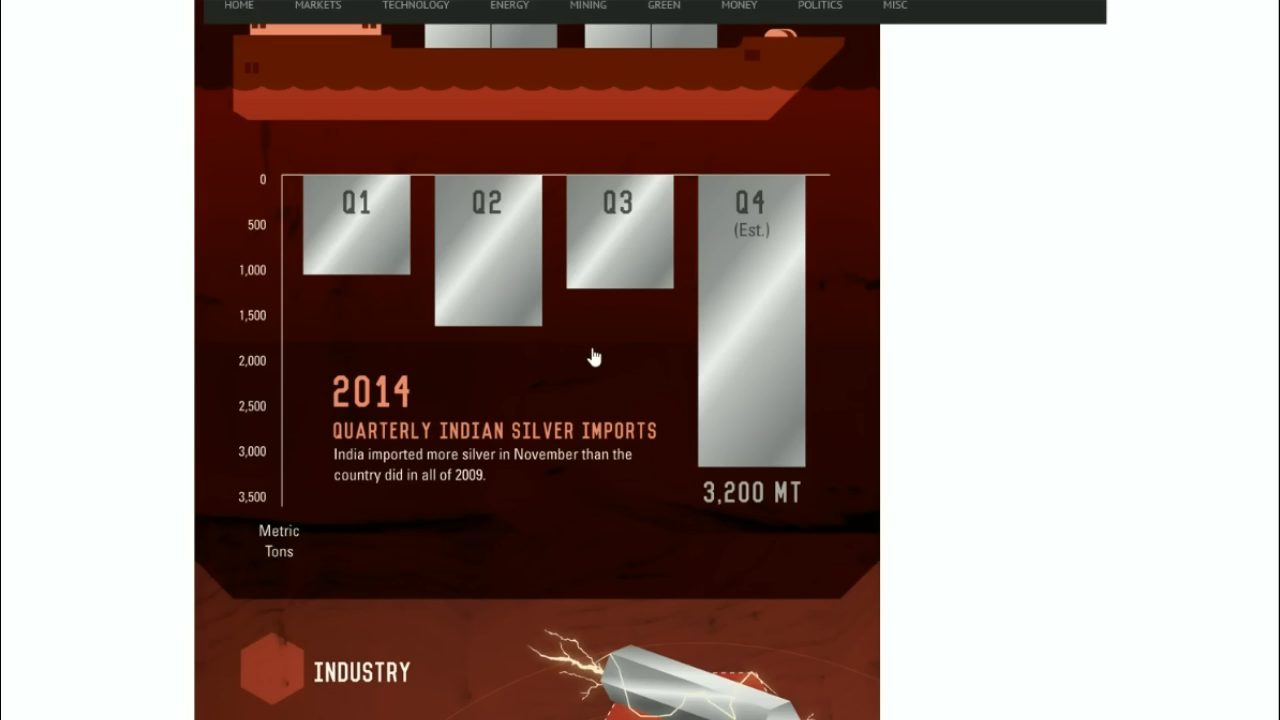 HOME MARKETS TECHNOLOGY ENERGY MINING GREEN MONEY POLITICS MISC
0
500
1,000
1,500
2,000
2,500
3,000
3,500
Metric
Tons
Q1
Q2
Q3
Q4
(Est.)
3,200 MT
2014
QUARTERLY INDIAN SILVER IMPORTS
India imported more silver in November than the
country did in all of 2009.
INDUSTRY